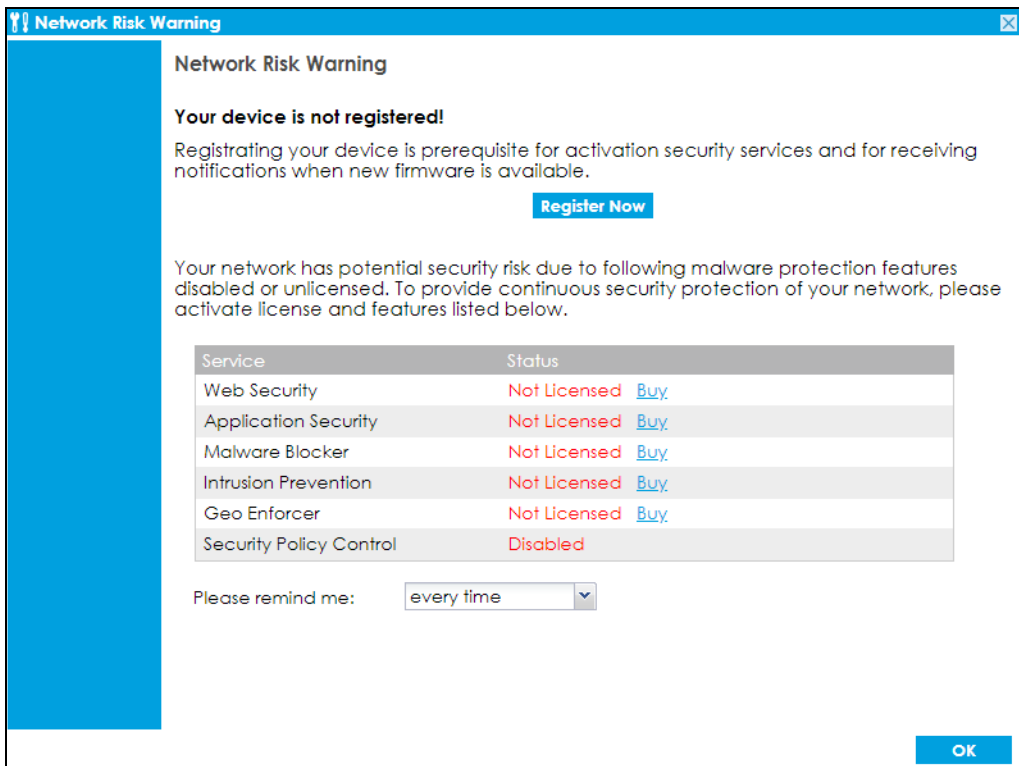 Network Risk Warning
Network Risk Warning
Your device is not registered!
Registrating your device is prerequisite for activation security services and for receiving
notifications when new firmware is available.
Register Now
Your network has potential security risk due to following malware protection features
disabled or unlicensed. To provide continuous security protection of your network, please
activate license and features listed below.
Service Status
Web Security Not Licensed Buy
Application Security Not Licensed Buy
Malware Blocker Not Licensed Buy
Intrusion Prevention Not Licensed Buy
Geo Enforcer Not Licensed Buy
Security Policy Control Disabled
Please remind me: every time
OK